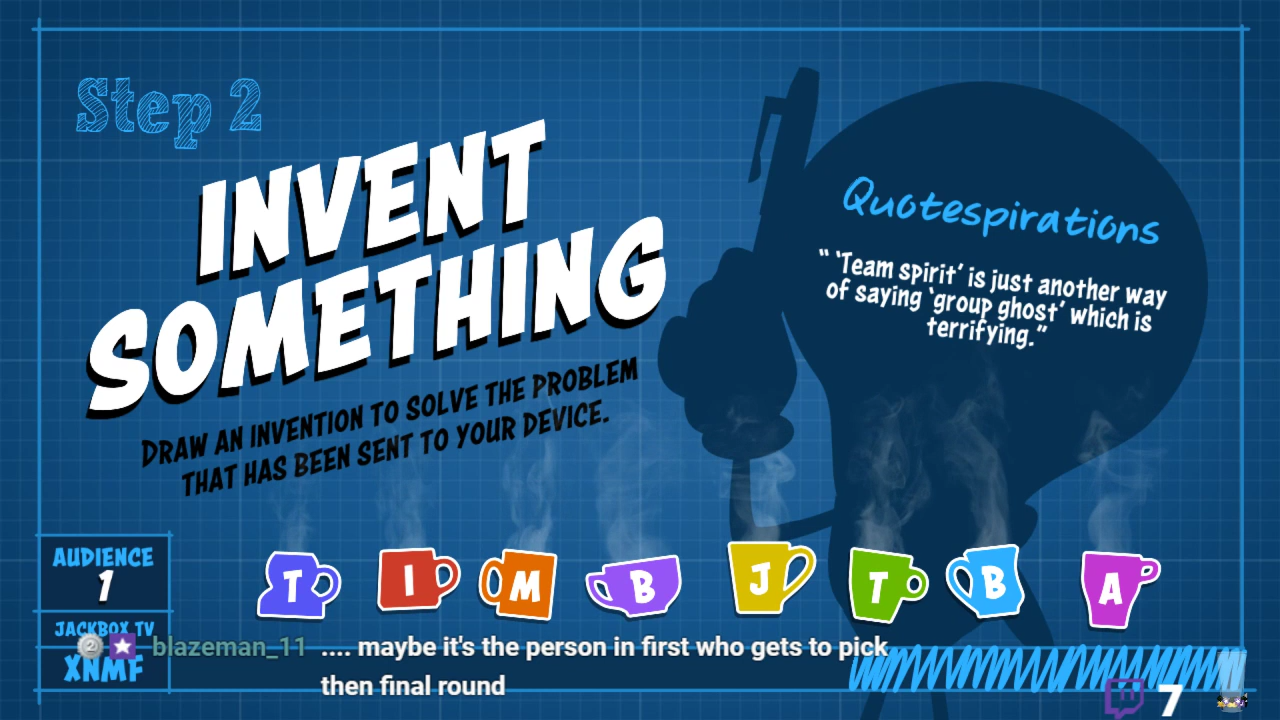 Step 2
INVENT
SOMETHING
DRAW AN INVENTION TO SOLVE THE PROBLEM
THAT HAS BEEN SENT TO YOUR DEVICE.
Quotespirations
“ ‘Team spirit’ is just another way
of saying ‘group ghost’ which is
terrifying.”
AUDIENCE
1
JACKBOX.TV
XNMF
T I M B J T B A
2
blazeman_11 .... maybe it's the person in first who gets to pick
then final round
7